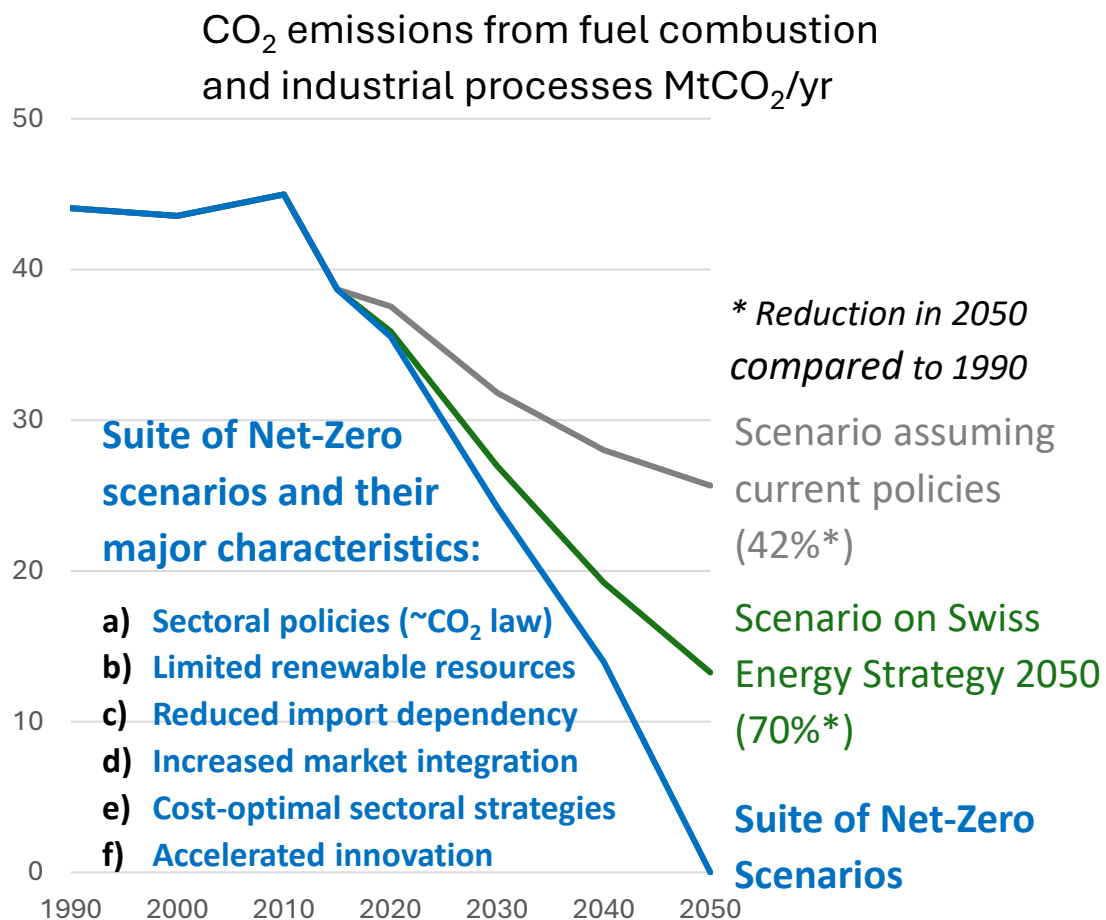 CO₂ emissions from fuel combustion
and industrial processes MtCO₂/yr
50
40
30
20
10
0
1990 2000 2010 2020 2030 2040 2050
Suite of Net-Zero
scenarios and their
major characteristics:
a) Sectoral policies (~CO₂ law)
b) Limited renewable resources
c) Reduced import dependency
d) Increased market integration
e) Cost-optimal sectoral strategies
f) Accelerated innovation
* Reduction in 2050
compared to 1990
Scenario assuming
current policies
(42%*)
Scenario on Swiss
Energy Strategy 2050
(70%*)
Suite of Net-Zero
Scenarios